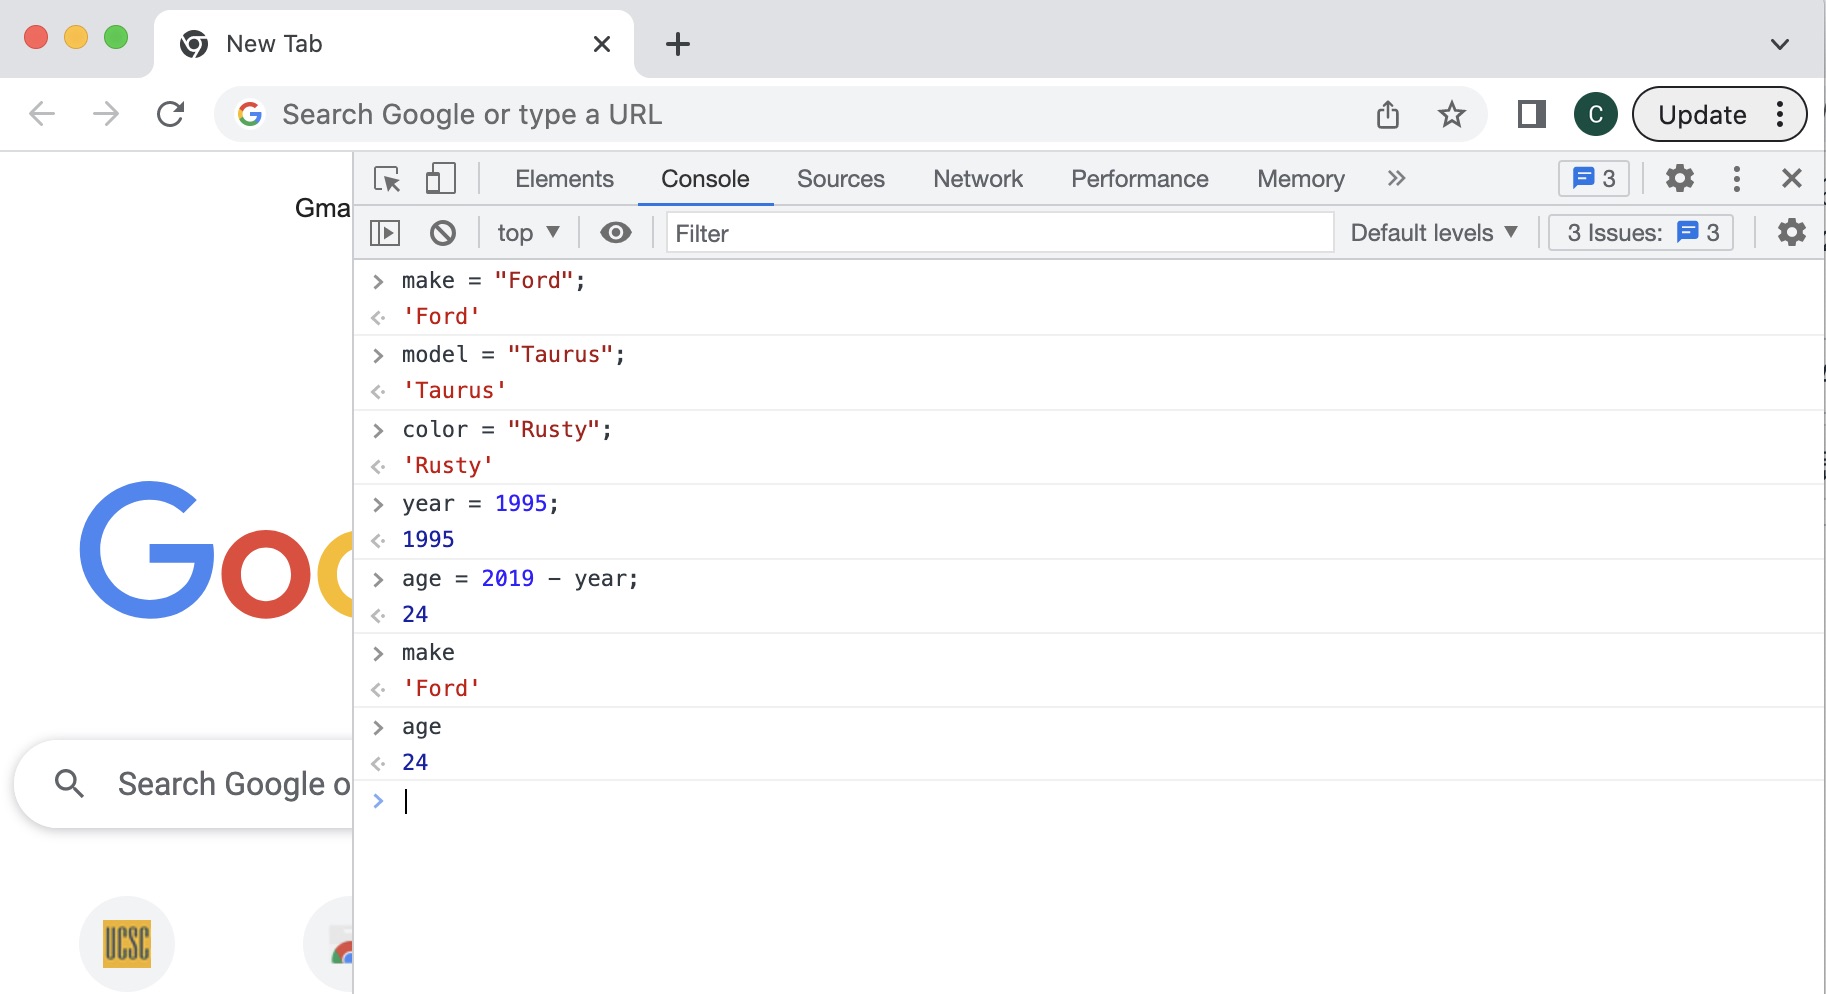 New Tab
Search Google or type a URL
C
Update
Gma
Elements Console Sources Network Performance Memory 3
top Filter Default levels 3 Issues: 3
make = "Ford";
'Ford'
model = "Taurus";
'Taurus'
color = "Rusty";
'Rusty'
year = 1995;
1995
age = 2019 - year;
24
make
'Ford'
age
24
Goo
Search Google o
UCSC